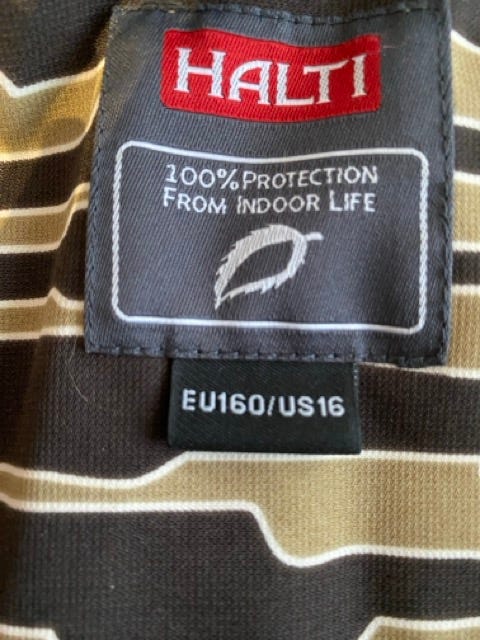 HALTI
100% PROTECTION
FROM INDOOR LIFE
EU160/US16